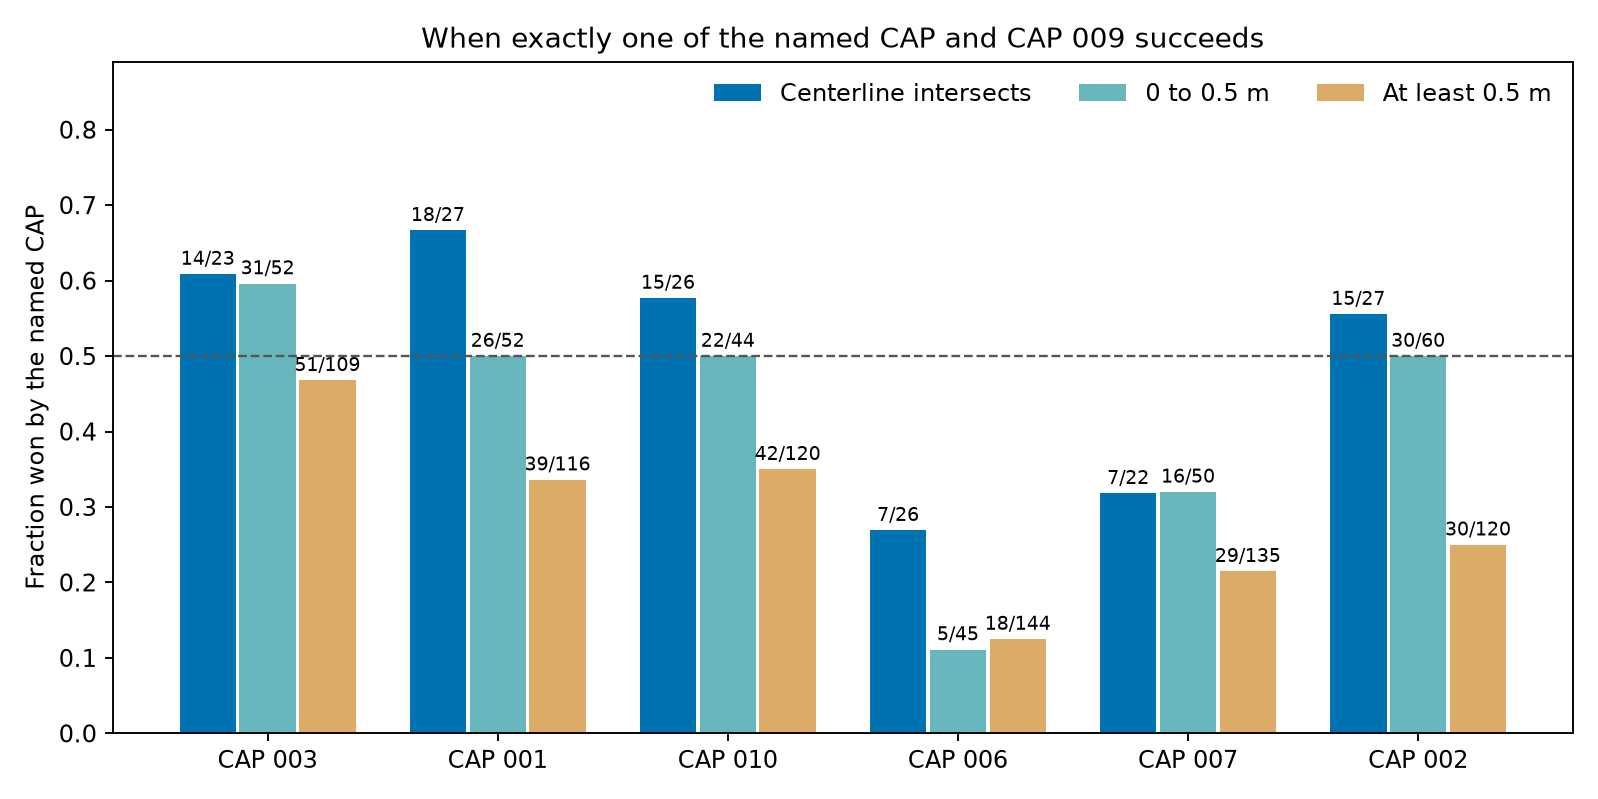 When exactly one of the named CAP and CAP 009 succeeds
Centerline intersects
0 to 0.5 m
At least 0.5 m
Fraction won by the named CAP
0.8
0.7
0.6
0.5
0.4
0.3
0.2
0.1
0.0
14/23
31/52
51/109
18/27
26/52
39/116
15/26
22/44
42/120
7/26
5/45
18/144
7/22
16/50
29/135
15/27
30/60
30/120
CAP 003
CAP 001
CAP 010
CAP 006
CAP 007
CAP 002